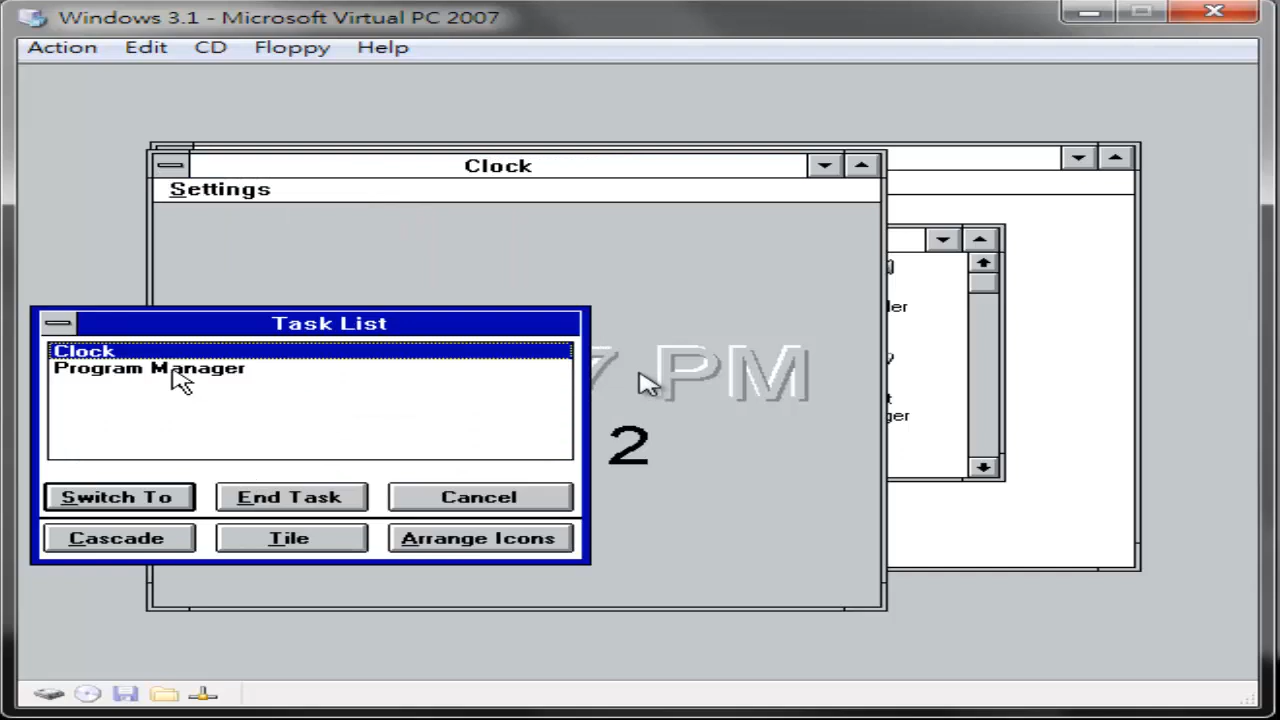 Windows 3.1 - Microsoft Virtual PC 2007
Action Edit CD Floppy Help
Clock
Settings
Task List
Clock
Program Manager
7 PM
2
Switch To End Task Cancel
Cascade Tile Arrange Icons